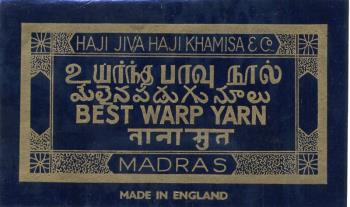 HAJI JIVA HAJI KHAMISA & Co
உயர்ந்த பாவு நூல்
మేలైనపడుగునూలు
BEST WARP YARN
ताना सुत
MADRAS
MADE IN ENGLAND